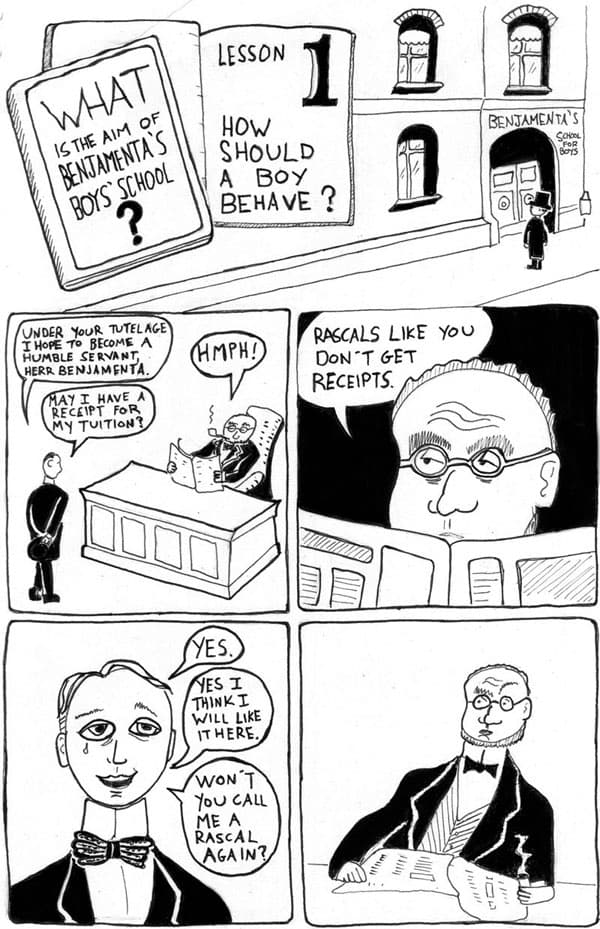 WHAT
IS THE AIM OF
BENJAMENTA'S
BOYS' SCHOOL
?
LESSON 1
HOW
SHOULD
A BOY
BEHAVE?
BENJAMENTA'S
SCHOOL
FOR
BOYS
UNDER YOUR TUTELAGE
I HOPE TO BECOME A
HUMBLE SERVANT,
HERR BENJAMENTA.
MAY I HAVE A
RECEIPT FOR
MY TUITION?
HMPH!
RASCALS LIKE YOU
DON'T GET
RECEIPTS.
YES.
YES I
THINK I
WILL LIKE
IT HERE.
WON'T
YOU CALL
ME A
RASCAL
AGAIN?